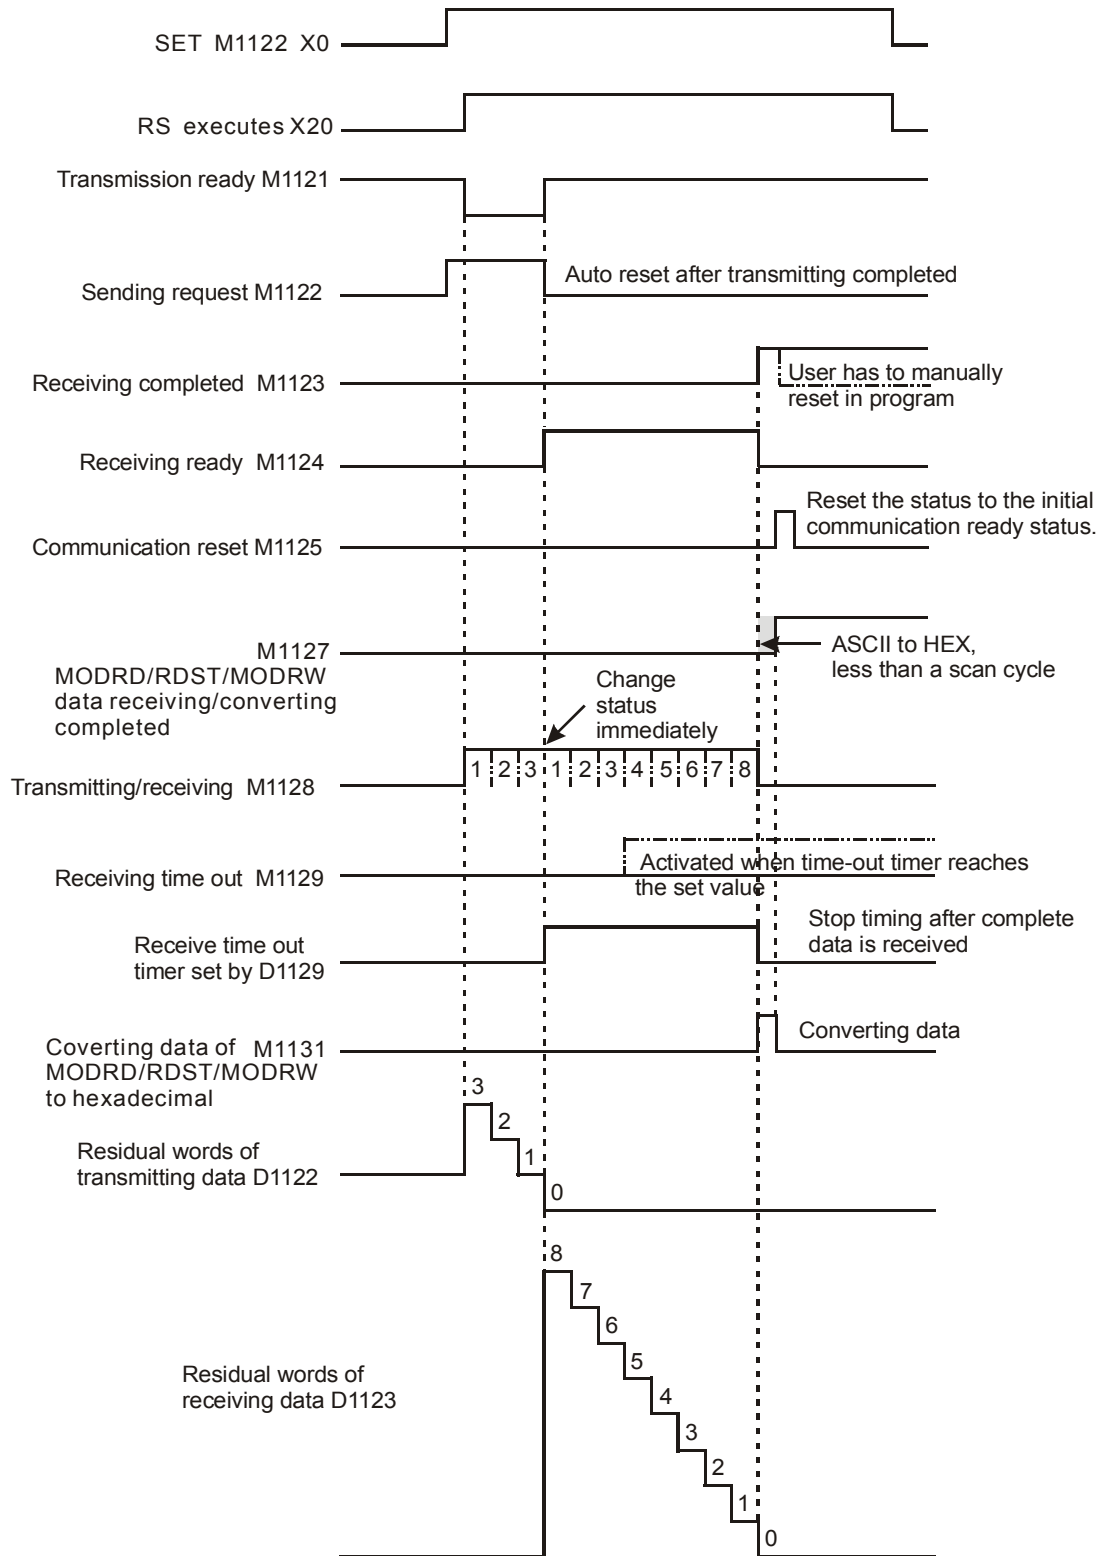 SET M1122 X0
RS executes X20
Transmission ready M1121
Sending request M1122
Auto reset after transmitting completed
Receiving completed M1123
User has to manually
reset in program
Receiving ready M1124
Reset the status to the initial
communication ready status.
Communication reset M1125
M1127
MODRD/RDST/MODRW
data receiving/converting
completed
ASCII to HEX,
less than a scan cycle
Change
status
immediately
Transmitting/receiving M1128
1 2 3 1 2 3 4 5 6 7 8
Receiving time out M1129
Activated when time-out timer reaches
the set value
Receive time out
timer set by D1129
Stop timing after complete
data is received
Coverting data of M1131
MODRD/RDST/MODRW
to hexadecimal
Converting data
Residual words of
transmitting data D1122
3
2
1
0
Residual words of
receiving data D1123
8
7
6
5
4
3
2
1
0